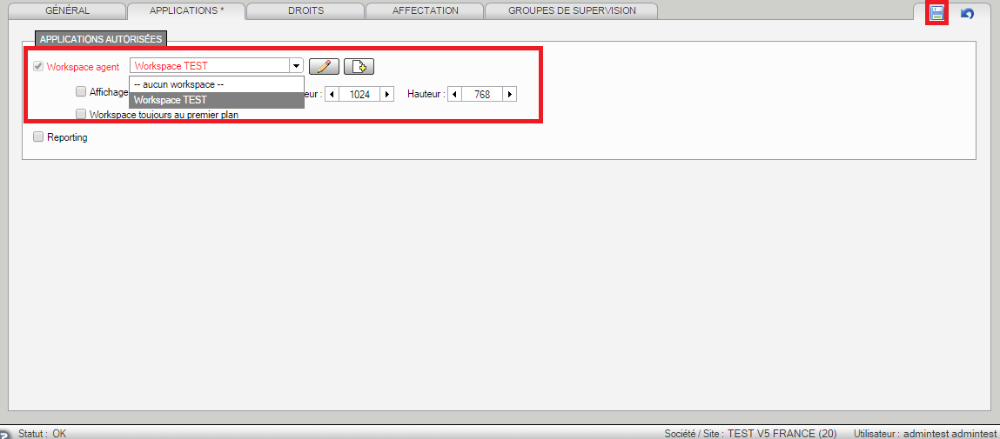 GÉNÉRAL APPLICATIONS * DROITS AFFECTATION GROUPES DE SUPERVISION
APPLICATIONS AUTORISÉES
Workspace agent Workspace TEST
-- aucun workspace --
Affichage eur : 1024 Hauteur : 768
Workspace TEST
Workspace toujours au premier plan
Reporting
Statut : OK Société / Site : TEST V5 FRANCE (20) Utilisateur : admintest admintest